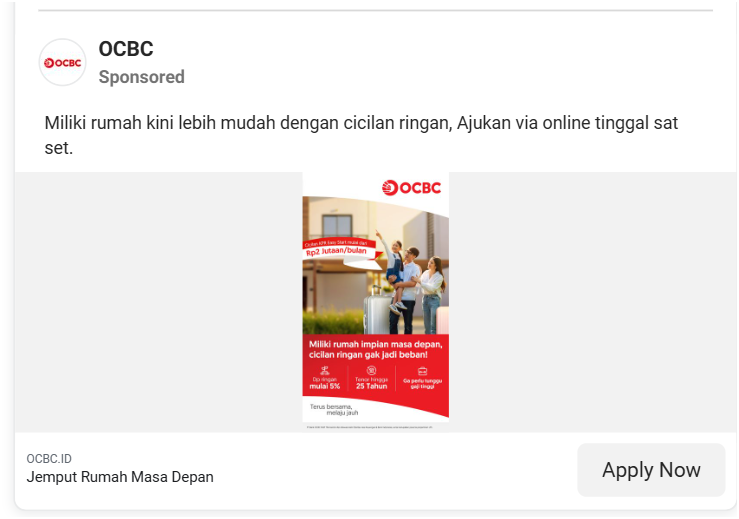 OCBC
OCBC
Sponsored
Miliki rumah kini lebih mudah dengan cicilan ringan, Ajukan via online tinggal sat
set.
OCBC
Cicilan KPR Easy Start mulai dari
Rp2 Jutaan/bulan
Miliki rumah impian masa depan,
cicilan ringan gak jadi beban!
Dp ringan
mulai 5%
Tenor hingga
25 Tahun
Ga perlu tunggu
gaji tinggi
Terus bersama,
melaju jauh
OCBC.ID
Jemput Rumah Masa Depan
Apply Now